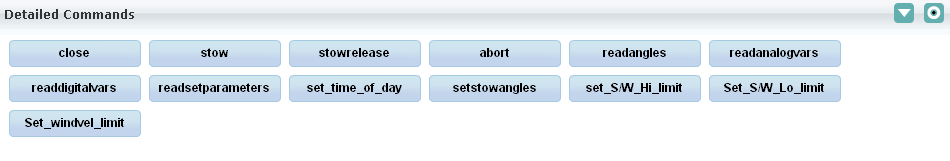 Detailed Commands
close stow stowrelease abort readangles readanalogvars
readdigitalvars readsetparameters set_time_of_day setstowangles set_S/W_Hi_limit Set_S/W_Lo_limit
Set_windvel_limit